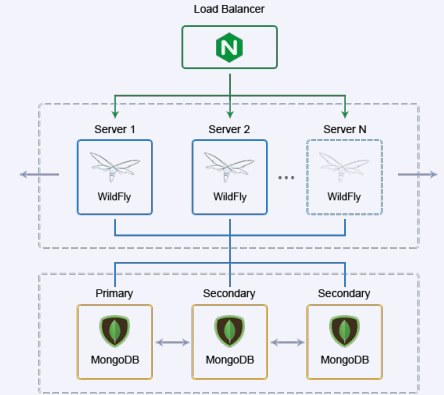 Load Balancer
N
Server 1
Server 2
Server N
WildFly
WildFly
...
WildFly
Primary
Secondary
Secondary
MongoDB
MongoDB
MongoDB